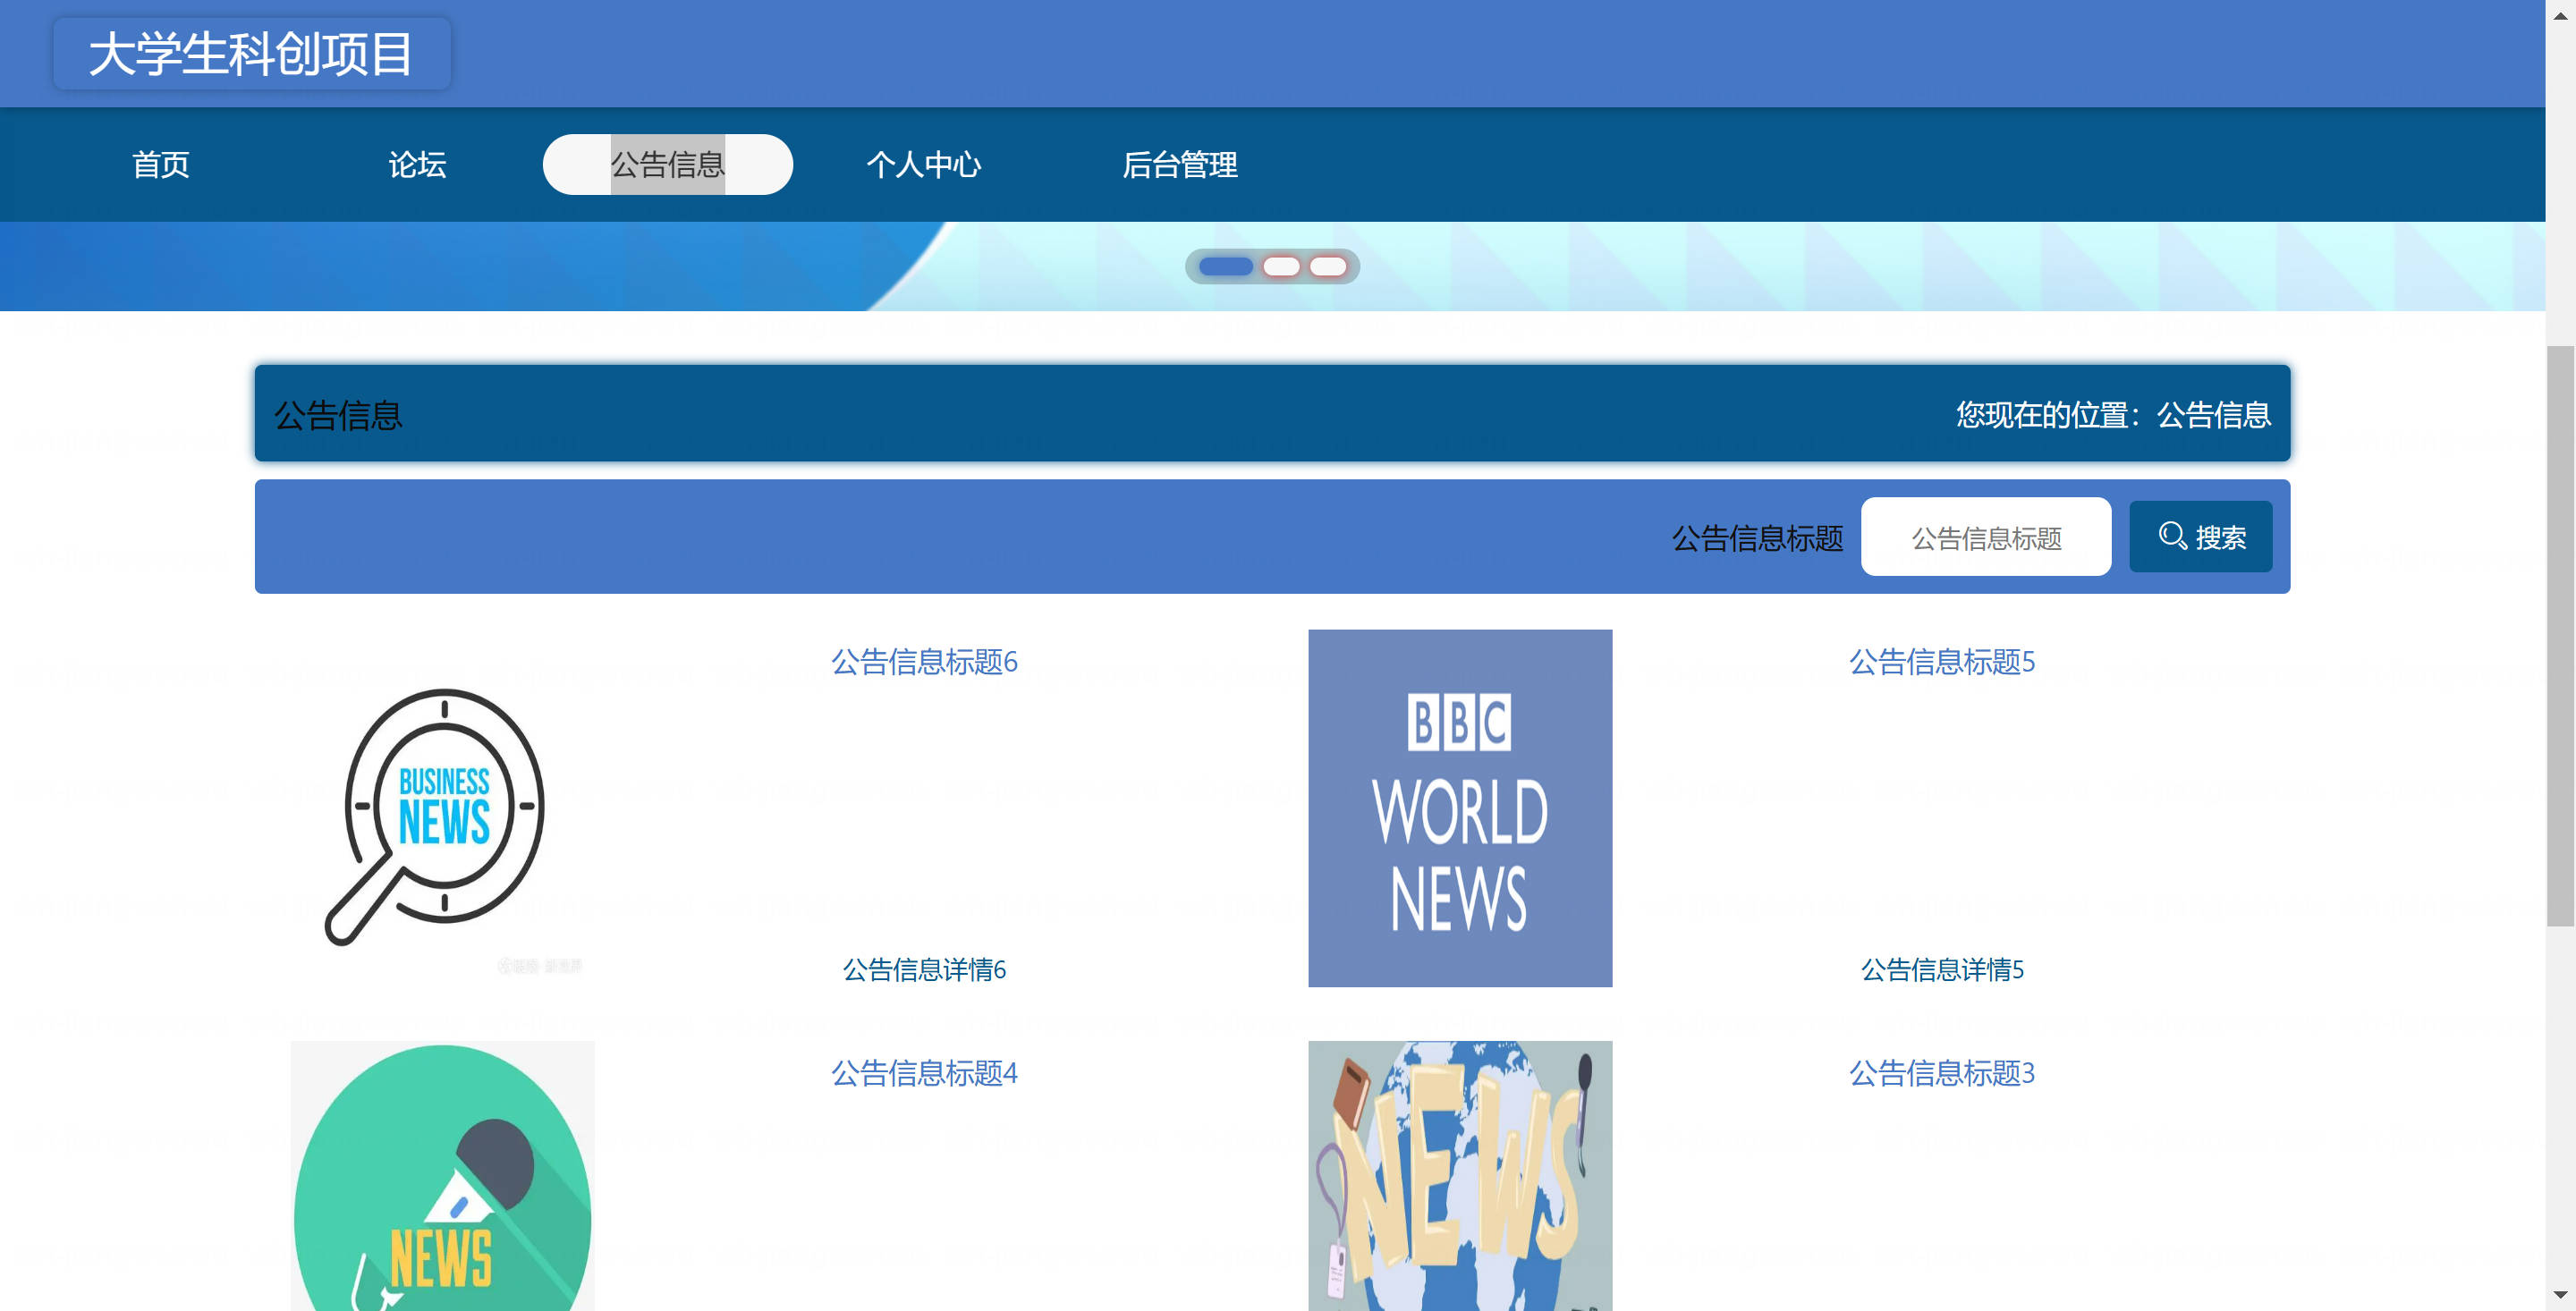 大学生科创项目
首页
论坛
公告信息
个人中心
后台管理
公告信息
您现在的位置：公告信息
公告信息标题
公告信息标题
搜索
公告信息标题6
BUSINESS
NEWS
公告信息详情6
公告信息标题5
BBC
WORLD
NEWS
公告信息详情5
公告信息标题4
NEWS
公告信息标题3
NEWS